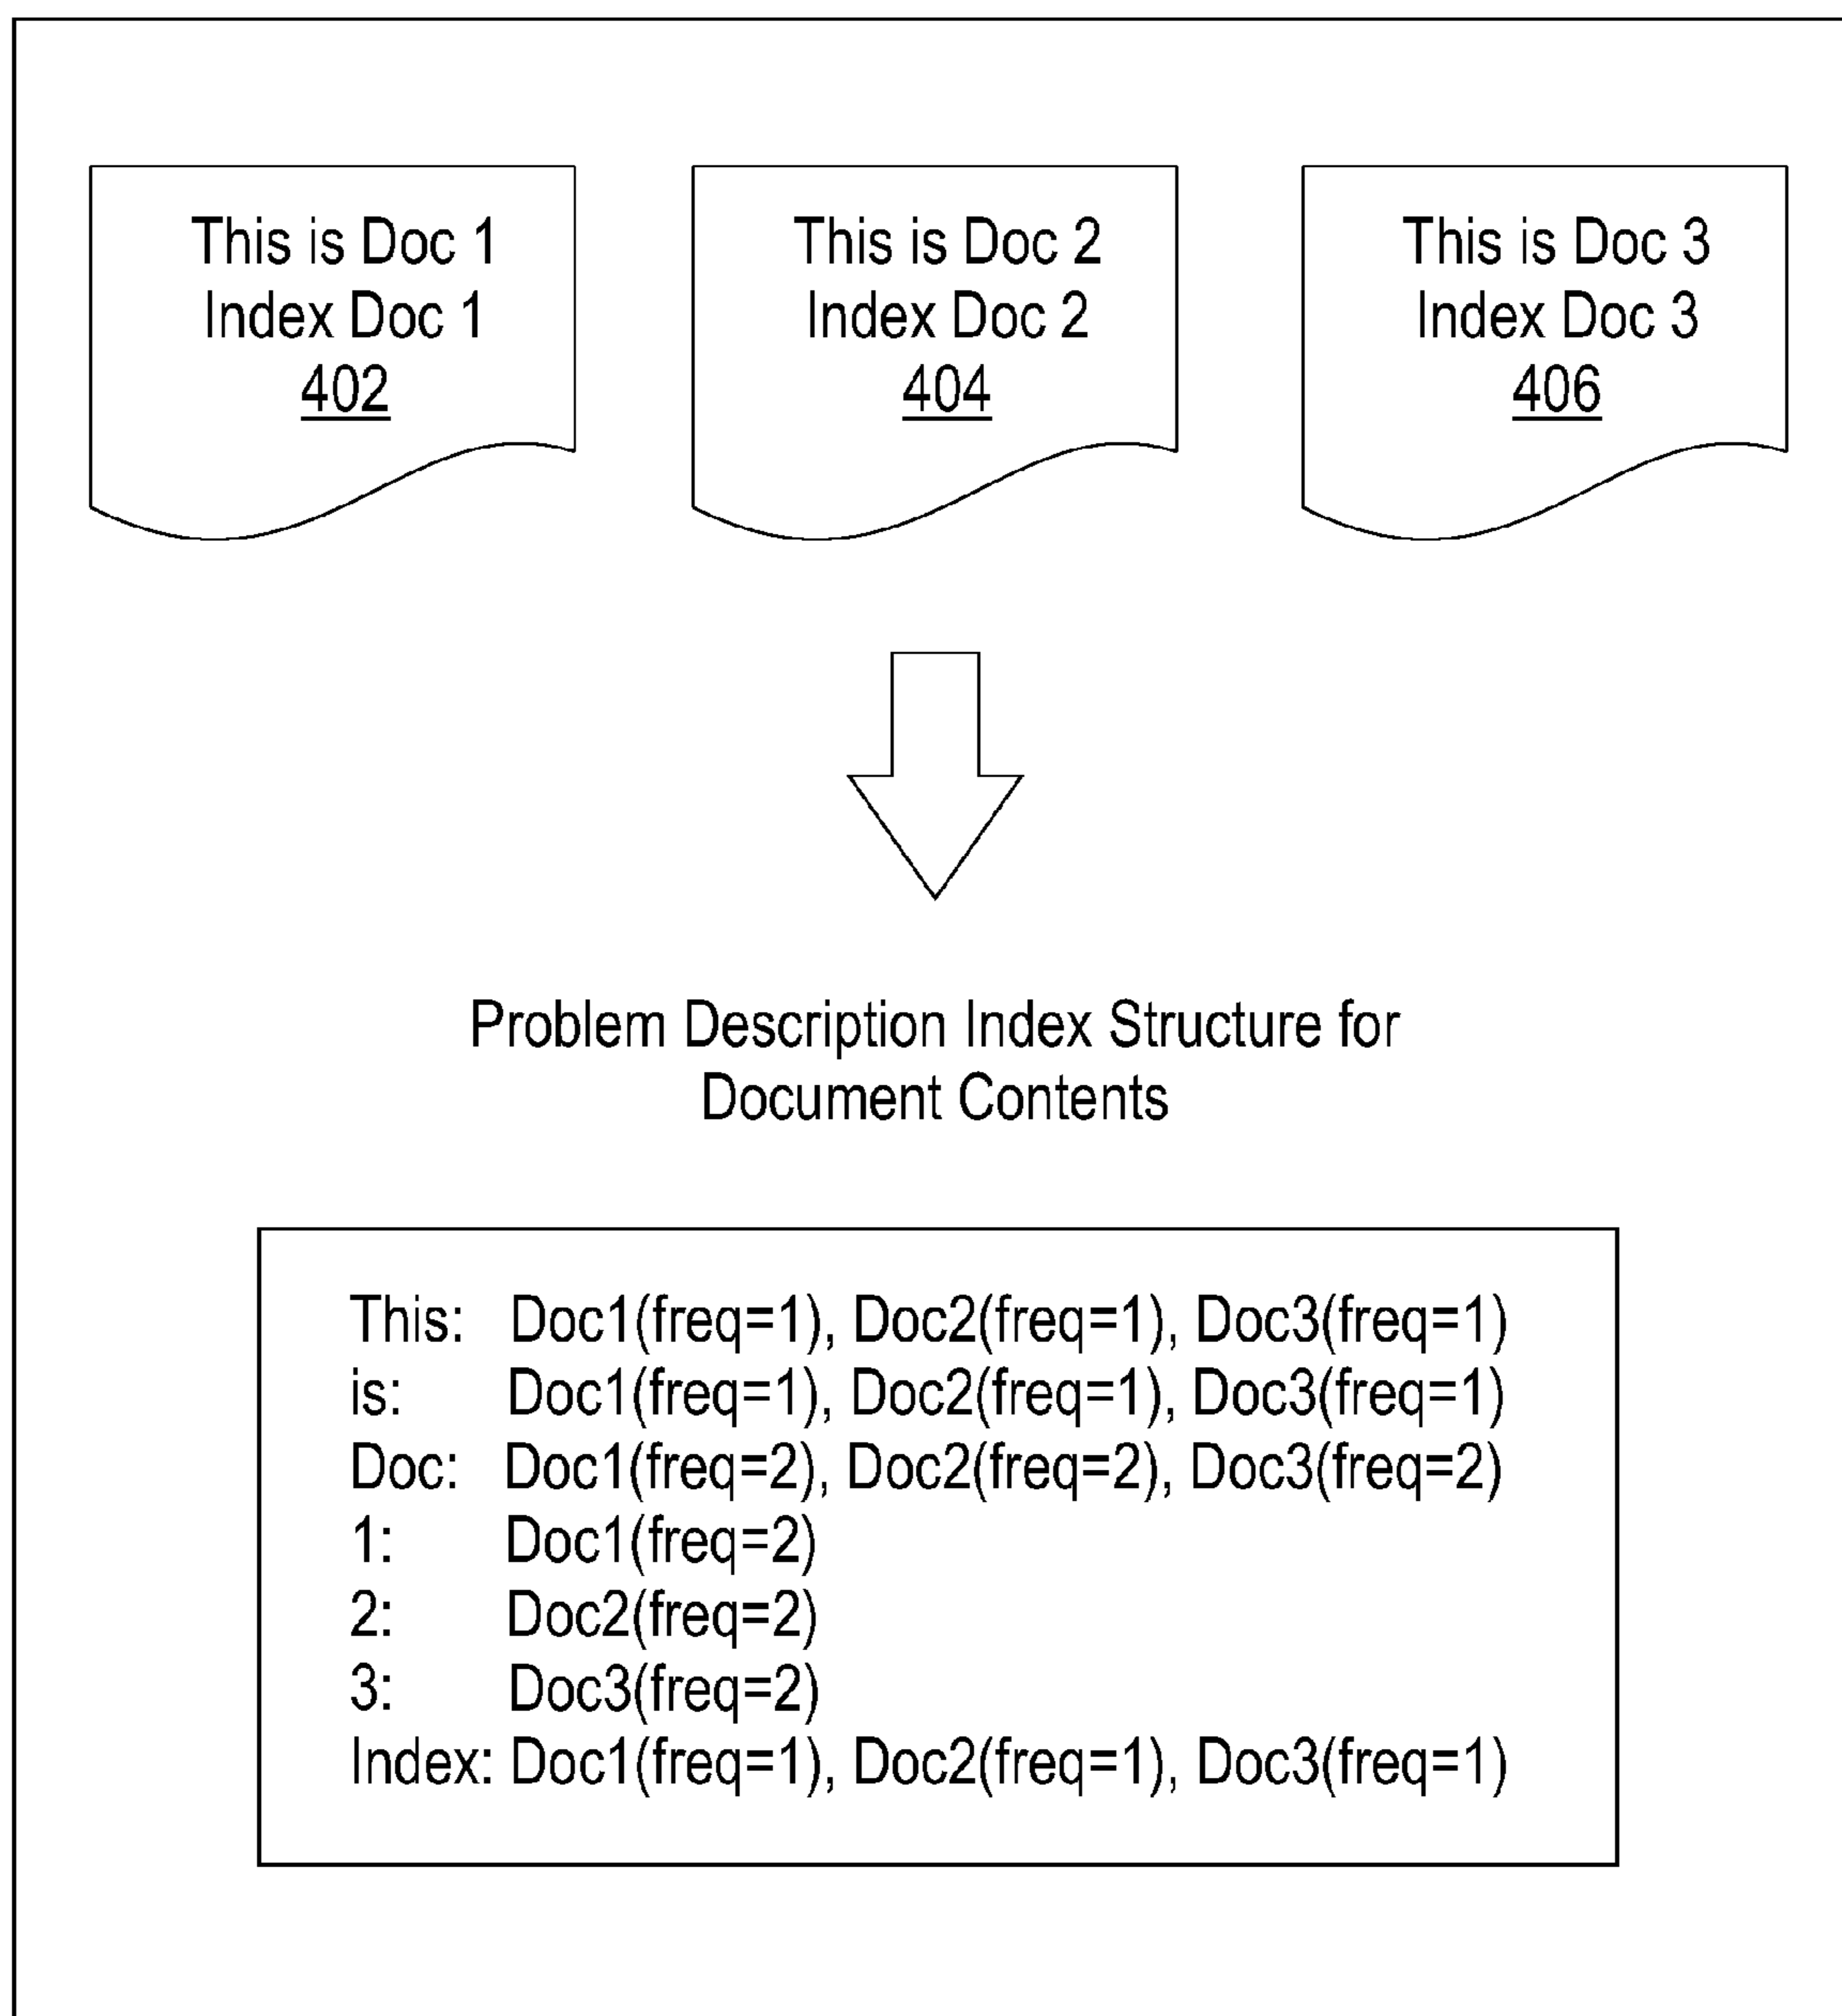 This is Doc 1
Index Doc 1
402
This is Doc 2
Index Doc 2
404
This is Doc 3
Index Doc 3
406
Problem Description Index Structure for
Document Contents
This: Doc1(freq=1), Doc2(freq=1), Doc3(freq=1)
is: Doc1(freq=1), Doc2(freq=1), Doc3(freq=1)
Doc: Doc1(freq=2), Doc2(freq=2), Doc3(freq=2)
1: Doc1(freq=2)
2: Doc2(freq=2)
3: Doc3(freq=2)
Index: Doc1(freq=1), Doc2(freq=1), Doc3(freq=1)